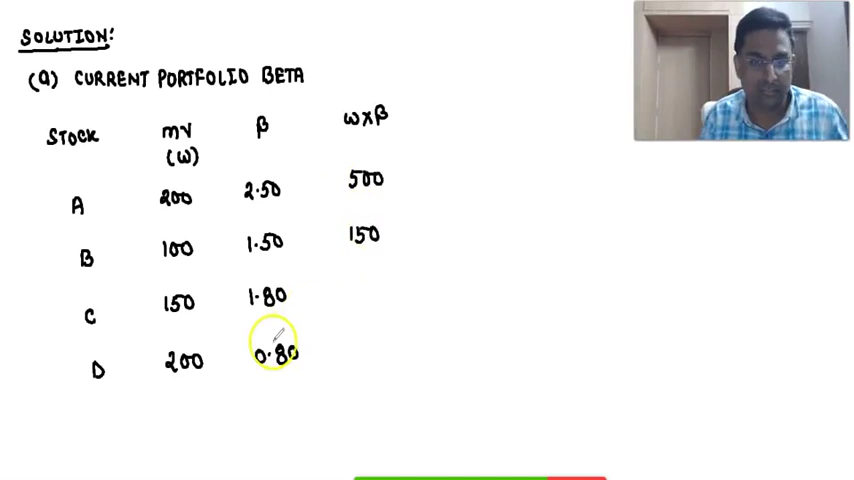 SOLUTION:
(a) CURRENT PORTFOLIO BETA
STOCK MV (W) β W×β
A 200 2.50 500
B 100 1.50 150
C 150 1.80
D 200 0.80